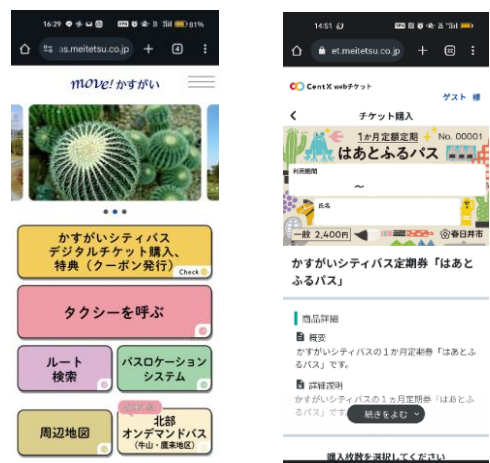 16:29
81%
as.meitetsu.co.jp
4
move! かすがい
かすがいシティバス
デジタルチケット購入、
特典（クーポン発行）
Check
タクシーを呼ぶ
ルート
検索
バスロケーション
システム
周辺地図
北部
オンデマンドバス
（牛山・鷹来地区）
14:51
et.meitetsu.co.jp
CentX webチケット
ゲスト 様
チケット購入
1か月定額定期
No. 00001
はあとふるパス
利用期間
～
氏名
一般 2,400円
春日井市
かすがいシティバス定期券「はあと
ふるパス」
商品詳細
概要
かすがいシティバスの１か月定期券「はあとふ
るパス」です。
詳細説明
かすがいシティバスの１ヵ月定期券「はあとふ
るパス」です。
続きをよむ
購入枚数を選択してください